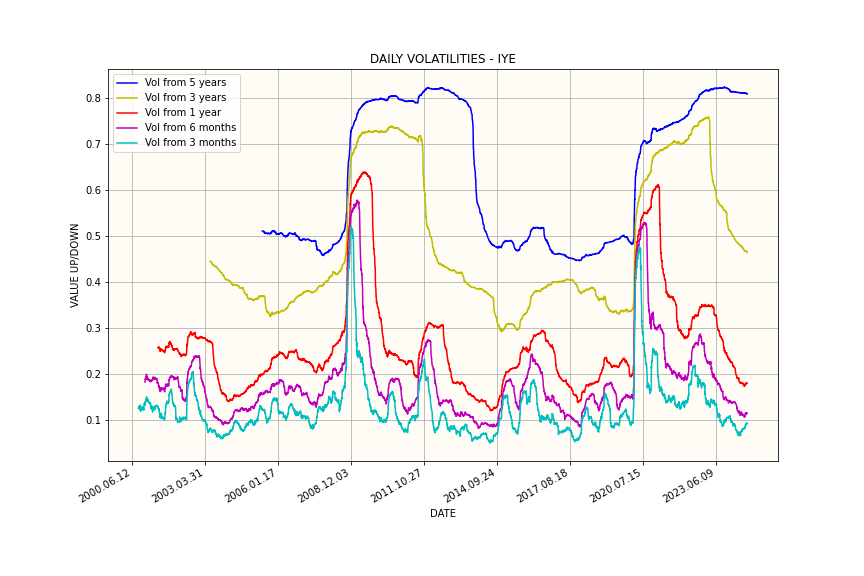 DAILY VOLATILITIES - IYE
Vol from 5 years
Vol from 3 years
Vol from 1 year
Vol from 6 months
Vol from 3 months
VALUE UP/DOWN
0.8
0.7
0.6
0.5
0.4
0.3
0.2
0.1
2000.06.12
2003.03.31
2006.01.17
2008.12.03
2011.10.27
2014.09.24
2017.08.18
2020.07.15
2023.06.09
DATE